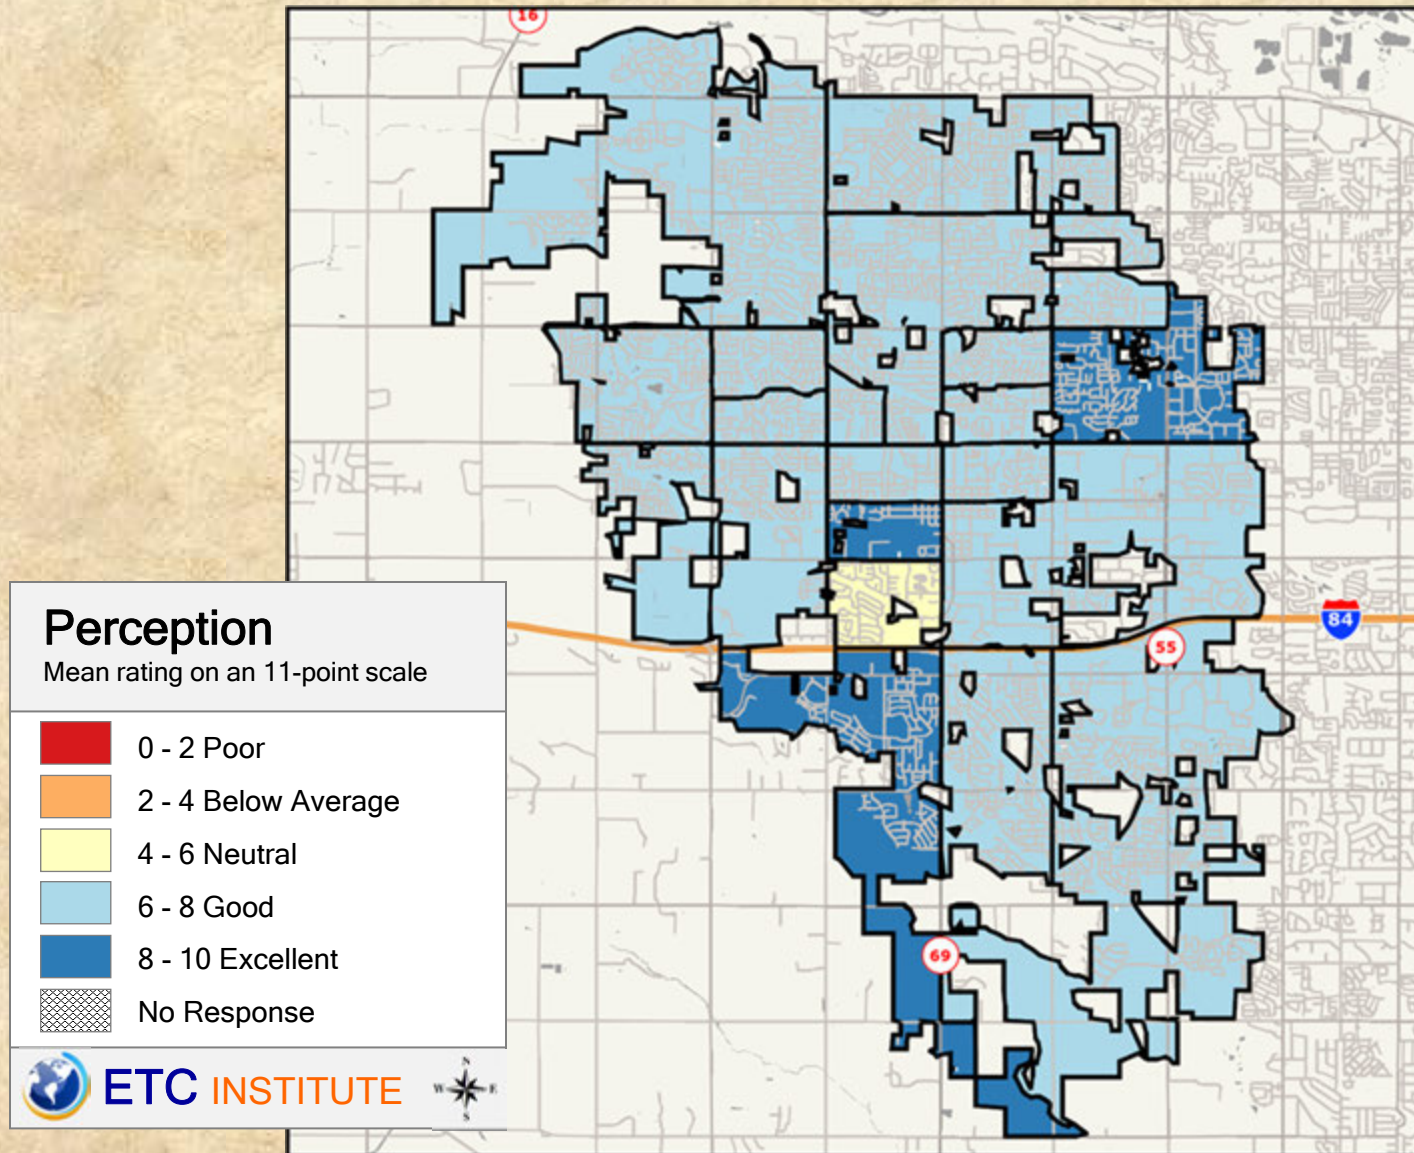 16
84
55
Perception
Mean rating on an 11-point scale
0 - 2 Poor
2 - 4 Below Average
4 - 6 Neutral
6 - 8 Good
8 - 10 Excellent
No Response
69
ETC INSTITUTE
N
W E
S